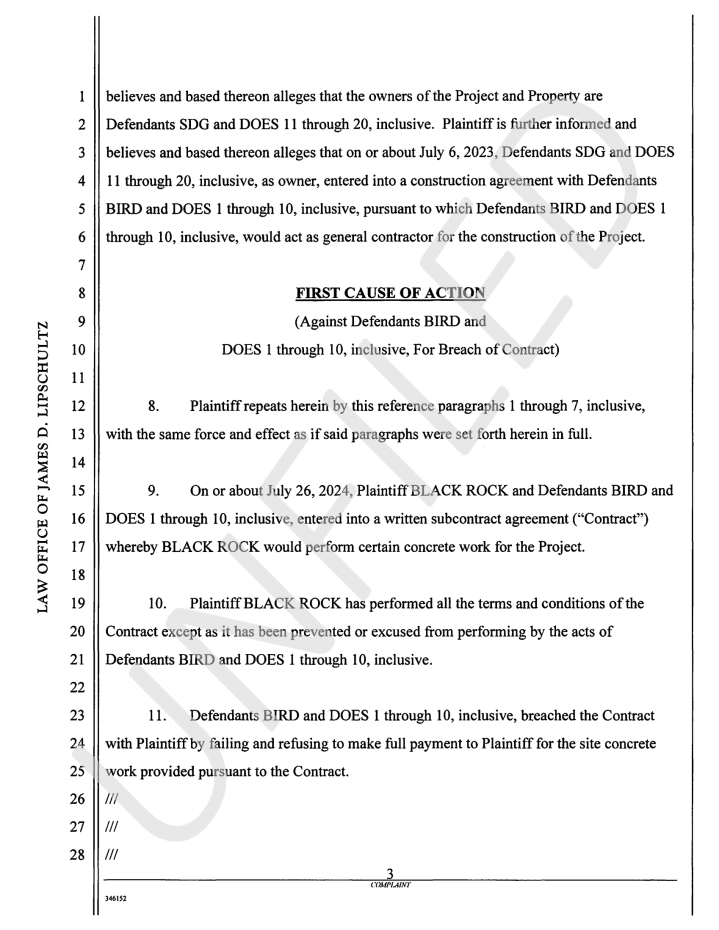 1 believes and based thereon alleges that the owners of the Project and Property are
2 Defendants SDG and DOES 11 through 20, inclusive. Plaintiff is further informed and
3 believes and based thereon alleges that on or about July 6, 2023, Defendants SDG and DOES
4 11 through 20, inclusive, as owner, entered into a construction agreement with Defendants
5 BIRD and DOES 1 through 10, inclusive, pursuant to which Defendants BIRD and DOES 1
6 through 10, inclusive, would act as general contractor for the construction of the Project.
7
8 FIRST CAUSE OF ACTION
9 (Against Defendants BIRD and
10 DOES 1 through 10, inclusive, For Breach of Contract)
11
12 8. Plaintiff repeats herein by this reference paragraphs 1 through 7, inclusive,
13 with the same force and effect as if said paragraphs were set forth herein in full.
14
15 9. On or about July 26, 2024, Plaintiff BLACK ROCK and Defendants BIRD and
16 DOES 1 through 10, inclusive, entered into a written subcontract agreement (“Contract”)
17 whereby BLACK ROCK would perform certain concrete work for the Project.
18
19 10. Plaintiff BLACK ROCK has performed all the terms and conditions of the
20 Contract except as it has been prevented or excused from performing by the acts of
21 Defendants BIRD and DOES 1 through 10, inclusive.
22
23 11. Defendants BIRD and DOES 1 through 10, inclusive, breached the Contract
24 with Plaintiff by failing and refusing to make full payment to Plaintiff for the site concrete
25 work provided pursuant to the Contract.
26 ///
27 ///
28 ///
3
COMPLAINT
346152
LAW OFFICE OF JAMES D. LIPSCHULTZ
UNFILED